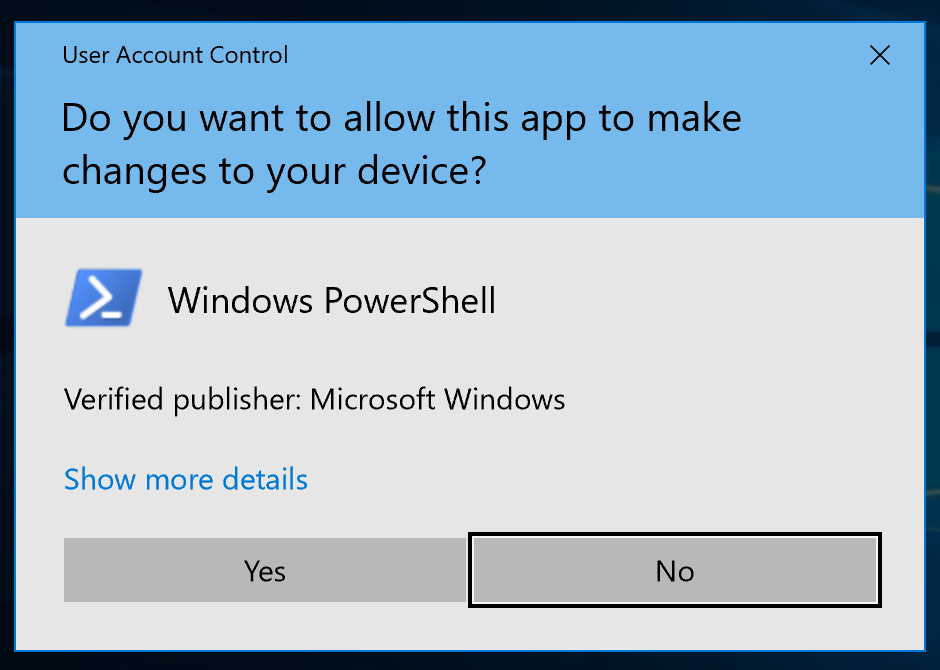 User Account Control
Do you want to allow this app to make
changes to your device?
Windows PowerShell
Verified publisher: Microsoft Windows
Show more details
Yes
No